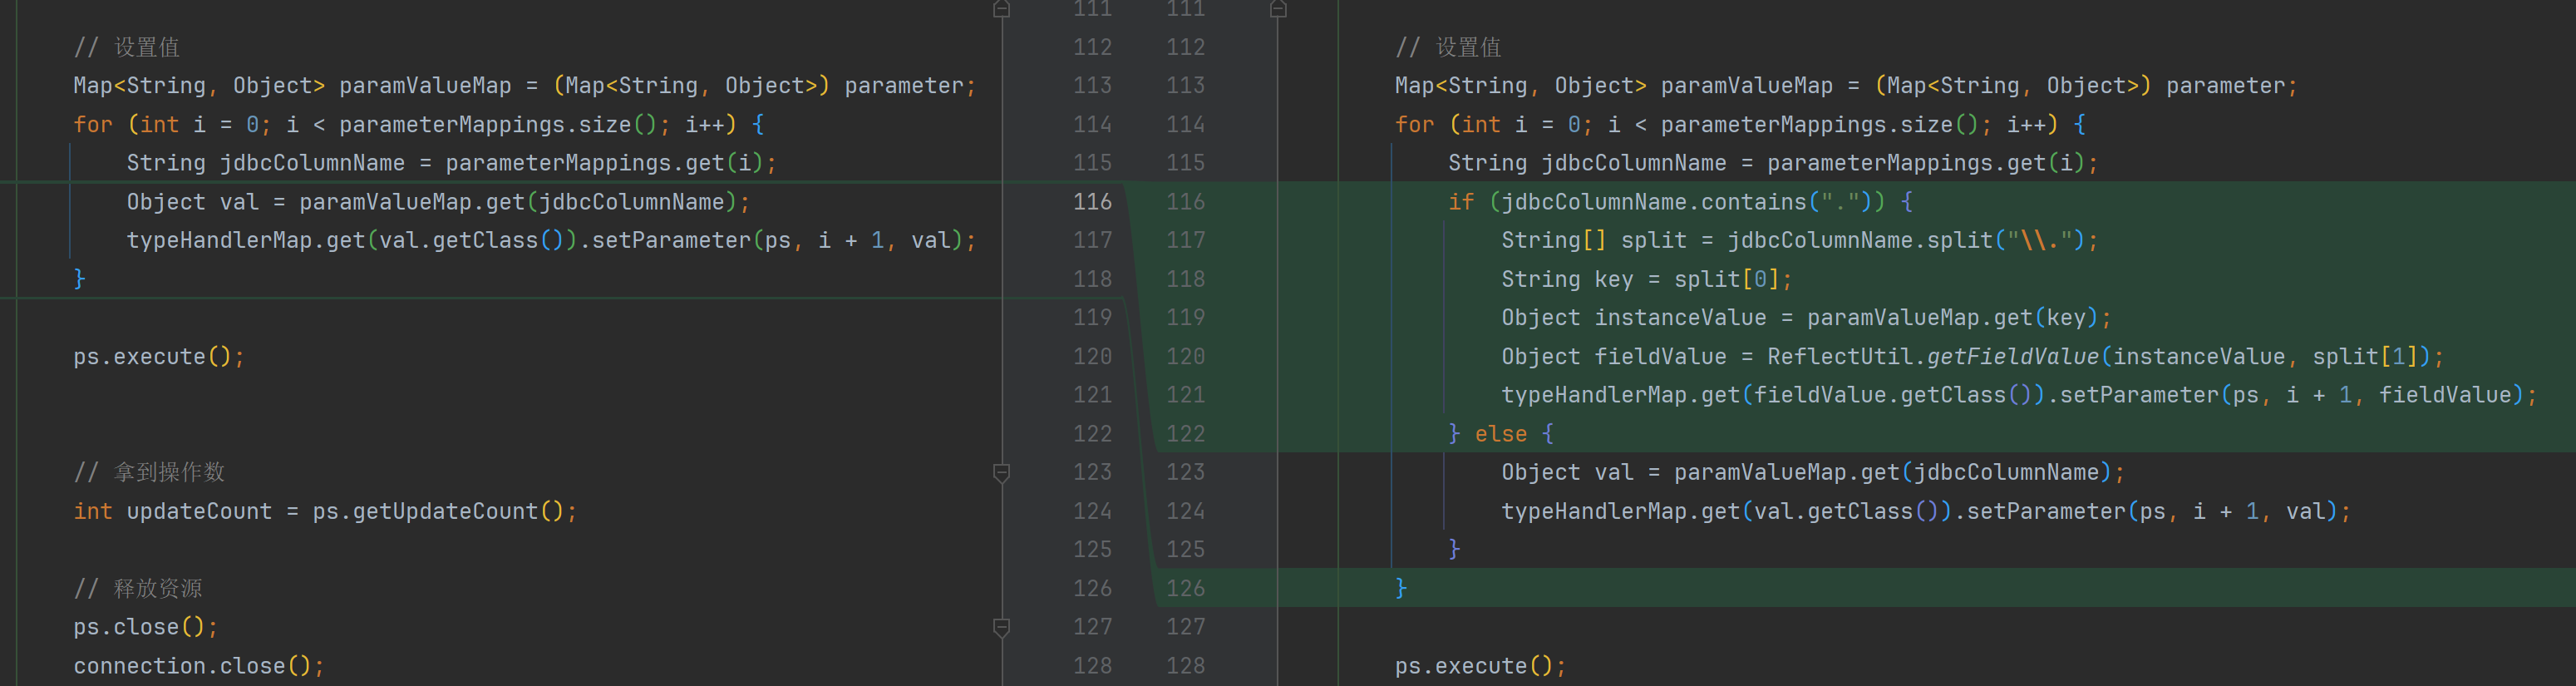 111
// 设置值
112
Map<String, Object> paramValueMap = (Map<String, Object>) parameter;
113
for (int i = 0; i < parameterMappings.size(); i++) {
114
String jdbcColumnName = parameterMappings.get(i);
115
Object val = paramValueMap.get(jdbcColumnName);
116
typeHandlerMap.get(val.getClass()).setParameter(ps, i + 1, val);
117
}
118
119
ps.execute();
120
121
122
// 拿到操作数
123
int updateCount = ps.getUpdateCount();
124
125
// 释放资源
126
ps.close();
127
connection.close();
128
111
112
// 设置值
113
Map<String, Object> paramValueMap = (Map<String, Object>) parameter;
114
for (int i = 0; i < parameterMappings.size(); i++) {
115
String jdbcColumnName = parameterMappings.get(i);
116
if (jdbcColumnName.contains(".")) {
117
String[] split = jdbcColumnName.split("\\.");
118
String key = split[0];
119
Object instanceValue = paramValueMap.get(key);
120
Object fieldValue = ReflectUtil.getFieldValue(instanceValue, split[1]);
121
typeHandlerMap.get(fieldValue.getClass()).setParameter(ps, i + 1, fieldValue);
122
} else {
123
Object val = paramValueMap.get(jdbcColumnName);
124
typeHandlerMap.get(val.getClass()).setParameter(ps, i + 1, val);
125
}
126
}
127
128
ps.execute();